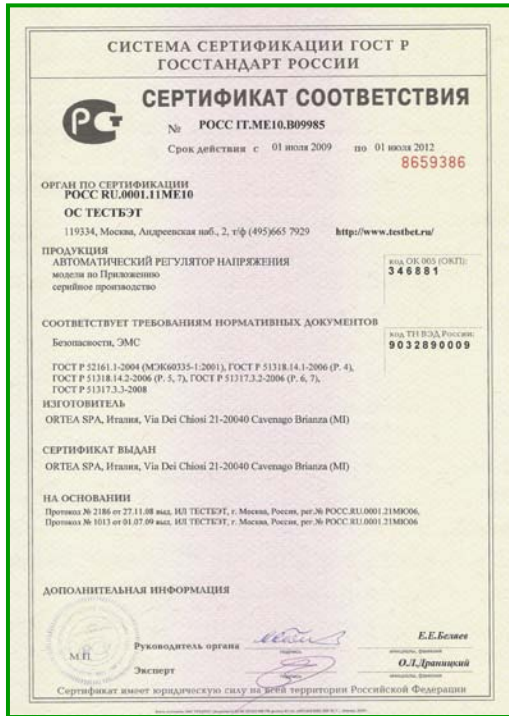 СИСТЕМА СЕРТИФИКАЦИИ ГОСТ Р
ГОССТАНДАРТ РОССИИ
СЕРТИФИКАТ СООТВЕТСТВИЯ
№ РОСС IT.ME10.B09985
Срок действия с 01 июля 2009 по 01 июля 2012
8659386
ОРГАН ПО СЕРТИФИКАЦИИ
РОСС RU.0001.11ME10
ОС ТЕСТБЭТ
119334, Москва, Андреевская наб., 2, т/ф (495)665 7929 http://www.testbet.ru/
ПРОДУКЦИЯ
АВТОМАТИЧЕСКИЙ РЕГУЛЯТОР НАПРЯЖЕНИЯ
модели по Приложению
серийное производство
код ОК 005 (ОКП):
346881
СООТВЕТСТВУЕТ ТРЕБОВАНИЯМ НОРМАТИВНЫХ ДОКУМЕНТОВ
Безопасности, ЭМС
код ТН ВЭД России:
9032890009
ГОСТ Р 52161.1-2004 (МЭК60335-1:2001), ГОСТ Р 51318.14.1-2006 (Р. 4),
ГОСТ Р 51318.14.2-2006 (Р. 5, 7), ГОСТ Р 51317.3.2-2006 (Р. 6, 7),
ГОСТ Р 51317.3.3-2008
ИЗГОТОВИТЕЛЬ
ORTEA SPA, Италия, Via Dei Chiosi 21-20040 Cavenago Brianza (MI)
СЕРТИФИКАТ ВЫДАН
ORTEA SPA, Италия, Via Dei Chiosi 21-20040 Cavenago Brianza (MI)
НА ОСНОВАНИИ
Протокол № 2186 от 27.11.08 выд. ИЛ ТЕСТБЭТ, г. Москва, Россия, рег.№ РОСС.RU.0001.21МЮ06,
Протокол № 1013 от 01.07.09 выд. ИЛ ТЕСТБЭТ, г. Москва, Россия, рег.№ РОСС.RU.0001.21МЮ06
ДОПОЛНИТЕЛЬНАЯ ИНФОРМАЦИЯ
М.П.
Руководитель органа
подпись
Е.Е.Беляев
инициалы, фамилия
Эксперт
подпись
О.Л.Драницкий
инициалы, фамилия
Сертификат имеет юридическую силу на всей территории Российской Федерации